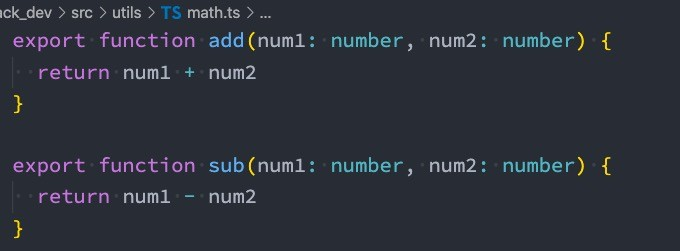 ack_dev > src > utils > TS math.ts > ...
export function add(num1: number, num2: number) {
  return num1 + num2
}

export function sub(num1: number, num2: number) {
  return num1 - num2
}